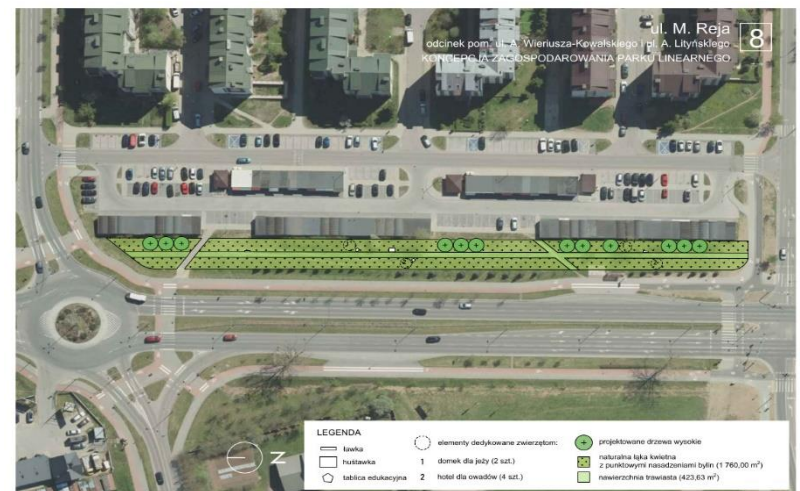 ul. M. Reja
8
odcinek pom. ul. A. Wieriusza-Kowalskiego i pl. A. Lityńskiego
KONCEPCJA ZAGOSPODAROWANIA PARKU LINEARNEGO
N
LEGENDA
ławka
huśtawka
tablica edukacyjna
elementy dedykowane zwierzętom:
1 domek dla jeży (2 szt.)
2 hotel dla owadów (4 szt.)
projektowane drzewa wysokie
naturalna łąka kwietna
z punktowymi nasadzeniami bylin (1 760,00 m²)
nawierzchnia trawiasta (423,63 m²)